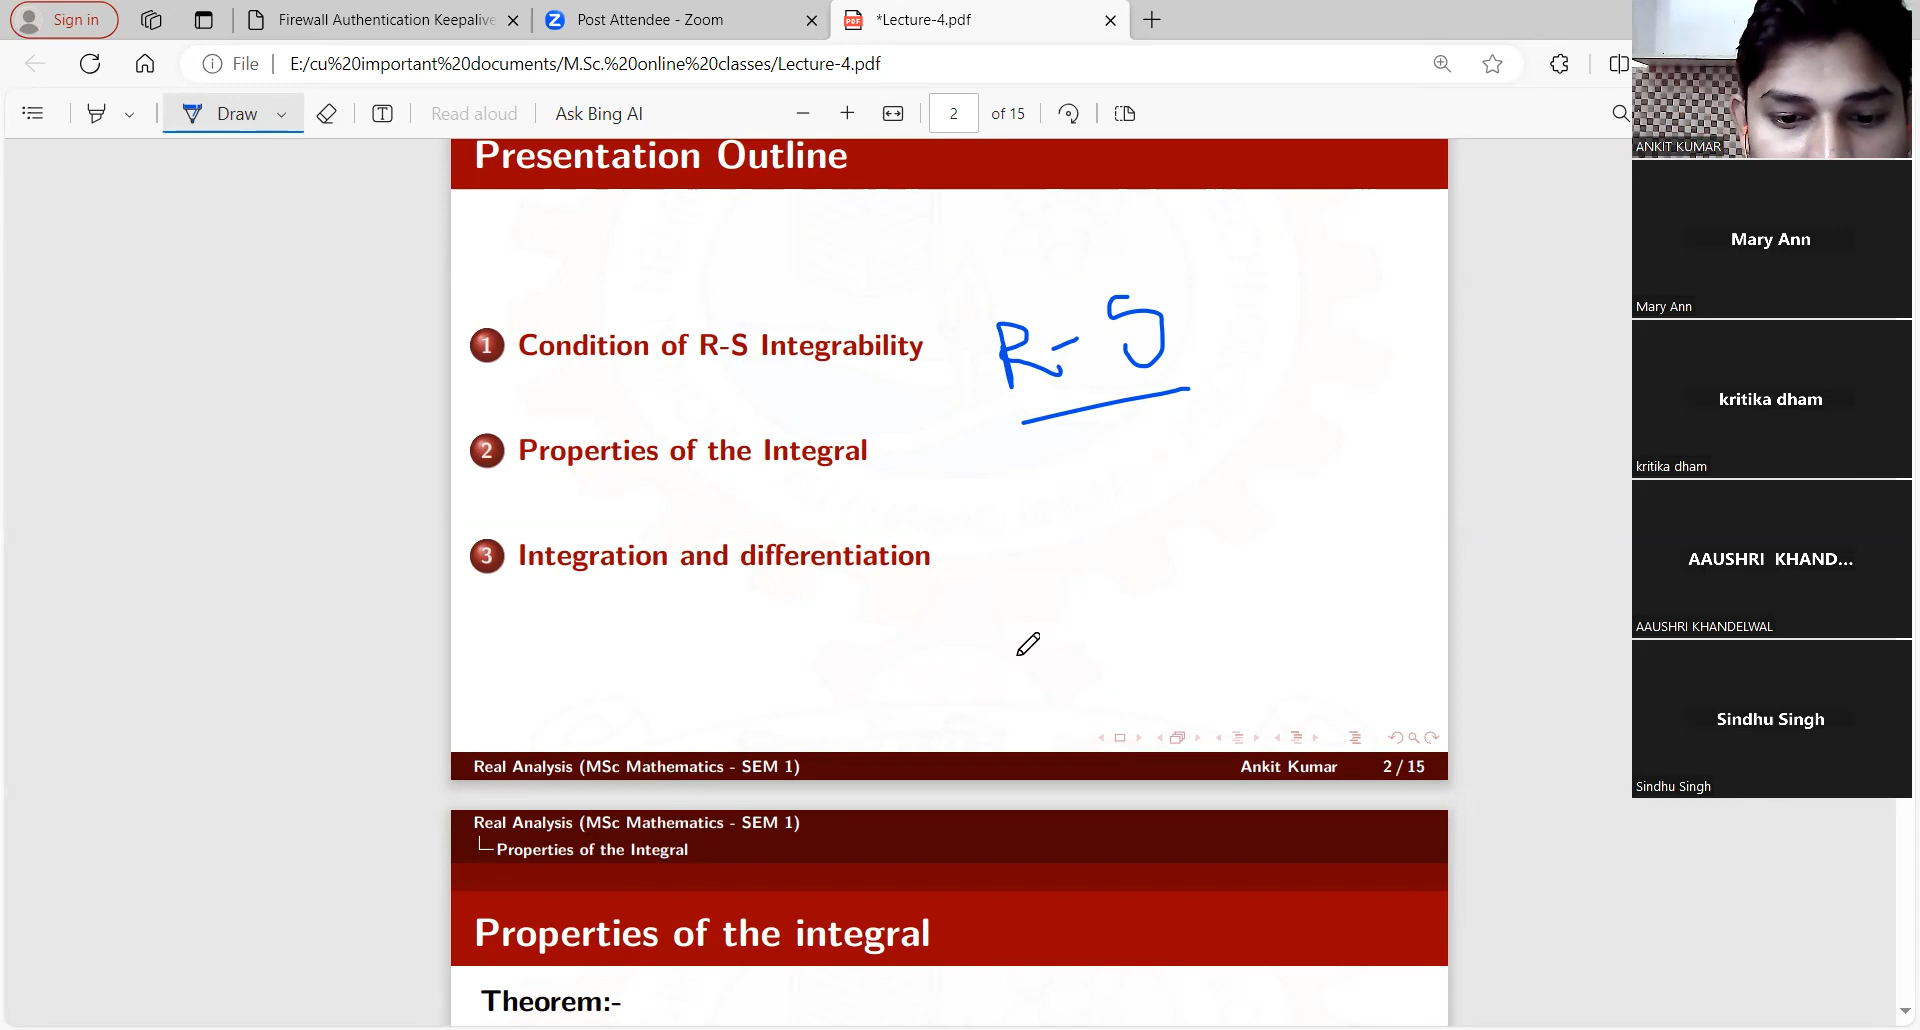 Sign in
Firewall Authentication Keepalive
Post Attendee - Zoom
*Lecture-4.pdf
File
E:/cu%20important%20documents/M.Sc.%20online%20classes/Lecture-4.pdf
Draw
Read aloud
Ask Bing AI
2 of 15
Presentation Outline
1 Condition of R-S Integrability
R-S
2 Properties of the Integral
3 Integration and differentiation
Real Analysis (MSc Mathematics - SEM 1) Ankit Kumar 2 / 15
Real Analysis (MSc Mathematics - SEM 1)
Properties of the Integral
Properties of the integral
Theorem:-
ANKIT KUMAR
Mary Ann
Mary Ann
kritika dham
kritika dham
AAUSHRI KHAND...
AAUSHRI KHANDELWAL
Sindhu Singh
Sindhu Singh